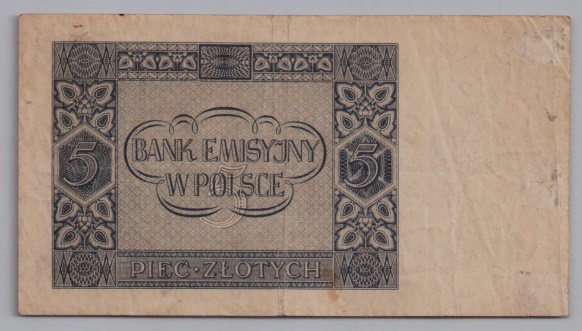 BANK EMISYJNY
W POLSCE
5
5
PIĘĆ · ZŁOTYCH